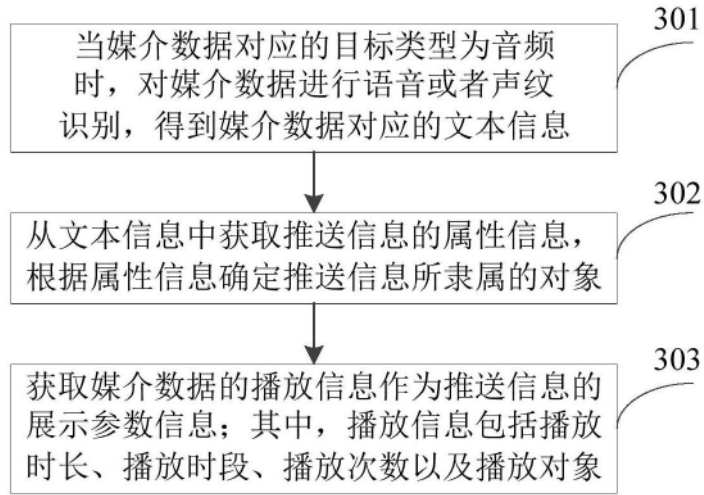 301
当媒介数据对应的目标类型为音频
时，对媒介数据进行语音或者声纹
识别，得到媒介数据对应的文本信息
302
从文本信息中获取推送信息的属性信息，
根据属性信息确定推送信息所隶属的对象
303
获取媒介数据的播放信息作为推送信息的
展示参数信息；其中，播放信息包括播放
时长、播放时段、播放次数以及播放对象